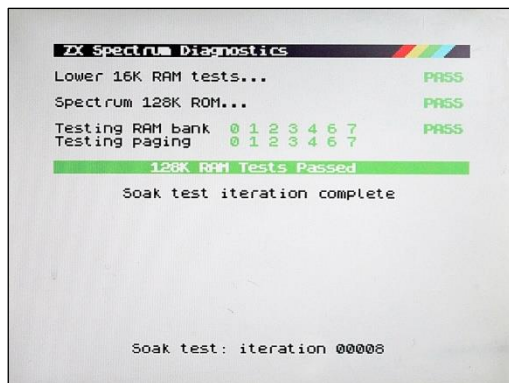 ZX Spectrum Diagnostics
Lower 16K RAM tests... PASS
Spectrum 128K ROM... PASS
Testing RAM bank 0 1 2 3 4 6 7 PASS
Testing paging 0 1 2 3 4 6 7
128K RAM Tests Passed
Soak test iteration complete
Soak test: iteration 00008